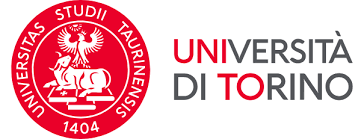 UNIVERSITAS STUDII TAURINENSIS
1404
UNIVERSITÀ
DI TORINO